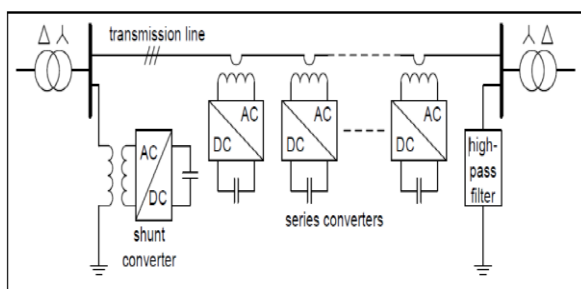 transmission line
Δ
Δ
AC
DC
AC
DC
AC
DC
AC
DC
high-
pass
filter
series converters
shunt
converter